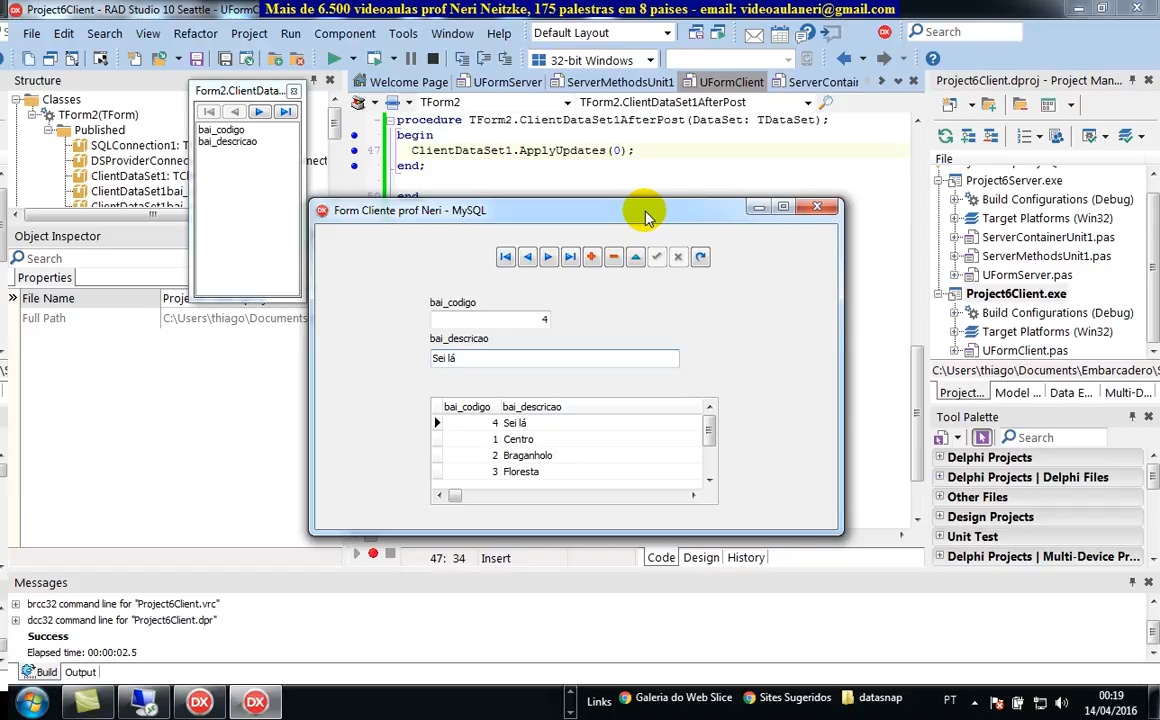 Project6Client - RAD Studio 10 Seattle - UFormC
Mais de 6.500 videoaulas prof Neri Neitzke, 175 palestras em 8 paises - email: videoaulaneri@gmail.com
File Edit Search View Refactor Project Run Component Tools Window Help
Default Layout
Search
32-bit Windows
Structure
Classes
TForm2(TForm)
Published
SQLConnection1:
DSProviderConnec
ClientDataSet1: TC
ClientDataSet1bai_
Form2.ClientData...
bai_codigo
bai_descricao
Welcome Page UFormServer ServerMethodsUnit1 UFormClient ServerContair
TForm2 TForm2.ClientDataSet1AfterPost
procedure TForm2.ClientDataSet1AfterPost(DataSet: TDataSet);
begin
47 ClientDataSet1.ApplyUpdates(0);
end;
end.
Object Inspector
Search
Properties
File Name
Full Path C:\Users\thiago\Documents
Form Cliente prof Neri - MySQL
bai_codigo
4
bai_descricao
Sei lá
bai_codigo bai_descricao
4 Sei lá
1 Centro
2 Braganholo
3 Floresta
47: 34 Insert Code Design History
Project6Client.dproj - Project Man...
File
Project6Server.exe
Build Configurations (Debug)
Target Platforms (Win32)
ServerContainerUnit1.pas
ServerMethodsUnit1.pas
UFormServer.pas
Project6Client.exe
Build Configurations (Debug)
Target Platforms (Win32)
UFormClient.pas
C:\Users\thiago\Documents\Embarcadero\S
Project... Model ... Data E... Multi-D...
Tool Palette
Search
Delphi Projects
Delphi Projects | Delphi Files
Other Files
Design Projects
Unit Test
Delphi Projects | Multi-Device Pr...
Messages
brcc32 command line for "Project6Client.vrc"
dcc32 command line for "Project6Client.dpr"
Success
Elapsed time: 00:00:02.5
Build Output
Links Galeria do Web Slice Sites Sugeridos datasnap PT
00:19
14/04/2016